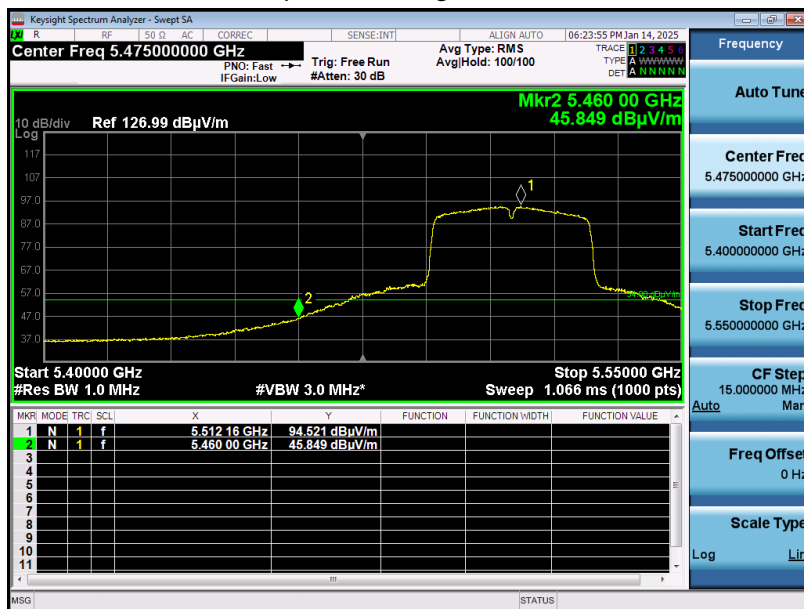 Keysight Spectrum Analyzer - Swept SA
LXI R RF 50 Ω AC CORREC SENSE:INT ALIGN AUTO 06:23:55 PM Jan 14, 2025
Center Freq 5.475000000 GHz
PNO: Fast
IFGain:Low
Trig: Free Run
#Atten: 30 dB
Avg Type: RMS
Avg|Hold: 100/100
TRACE 1 2 3 4 5 6
TYPE A WWWWW
DET A N N N N N
Mkr2 5.460 00 GHz
45.849 dBµV/m
10 dB/div Ref 126.99 dBµV/m
Log
117
107
97.0
87.0
77.0
67.0
57.0
47.0
37.0
1
2
Start 5.40000 GHz Stop 5.55000 GHz
#Res BW 1.0 MHz #VBW 3.0 MHz* Sweep 1.066 ms (1000 pts)
MKR MODE TRC SCL X Y FUNCTION FUNCTION WIDTH FUNCTION VALUE
1 N 1 f 5.512 16 GHz 94.521 dBµV/m
2 N 1 f 5.460 00 GHz 45.849 dBµV/m
3
4
5
6
7
8
9
10
11
MSG STATUS
Frequency
Auto Tune
Center Freq
5.475000000 GHz
Start Freq
5.400000000 GHz
Stop Freq
5.550000000 GHz
CF Step
15.000000 MHz
Auto Man
Freq Offset
0 Hz
Scale Type
Log Lin